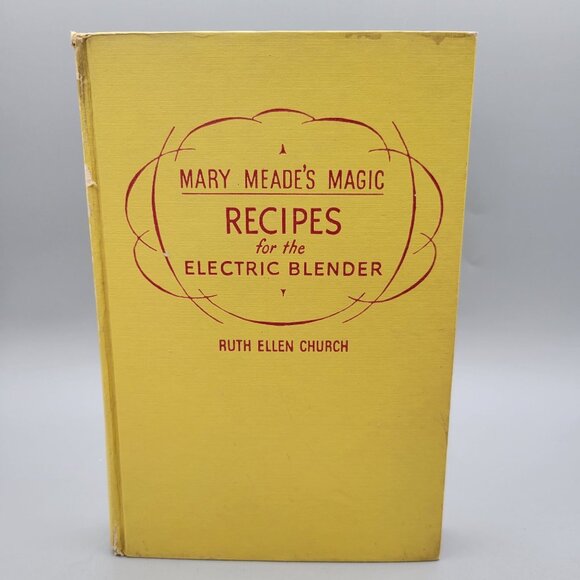 MARY MEADE'S MAGIC
RECIPES
for the
ELECTRIC BLENDER
RUTH ELLEN CHURCH